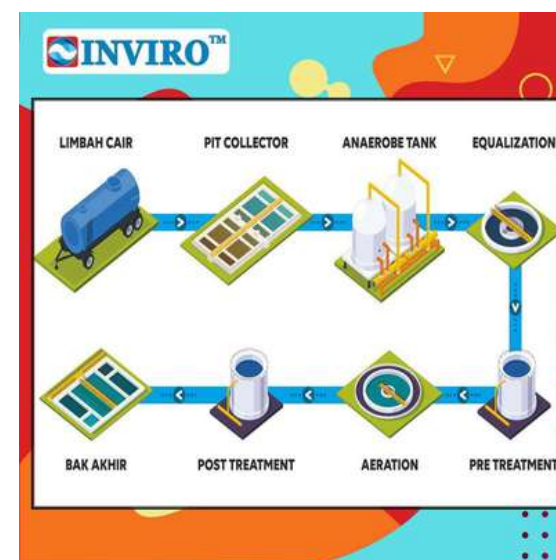 INVIRO™
LIMBAH CAIR
PIT COLLECTOR
ANAEROBE TANK
EQUALIZATION
BAK AKHIR
POST TREATMENT
AERATION
PRE TREATMENT